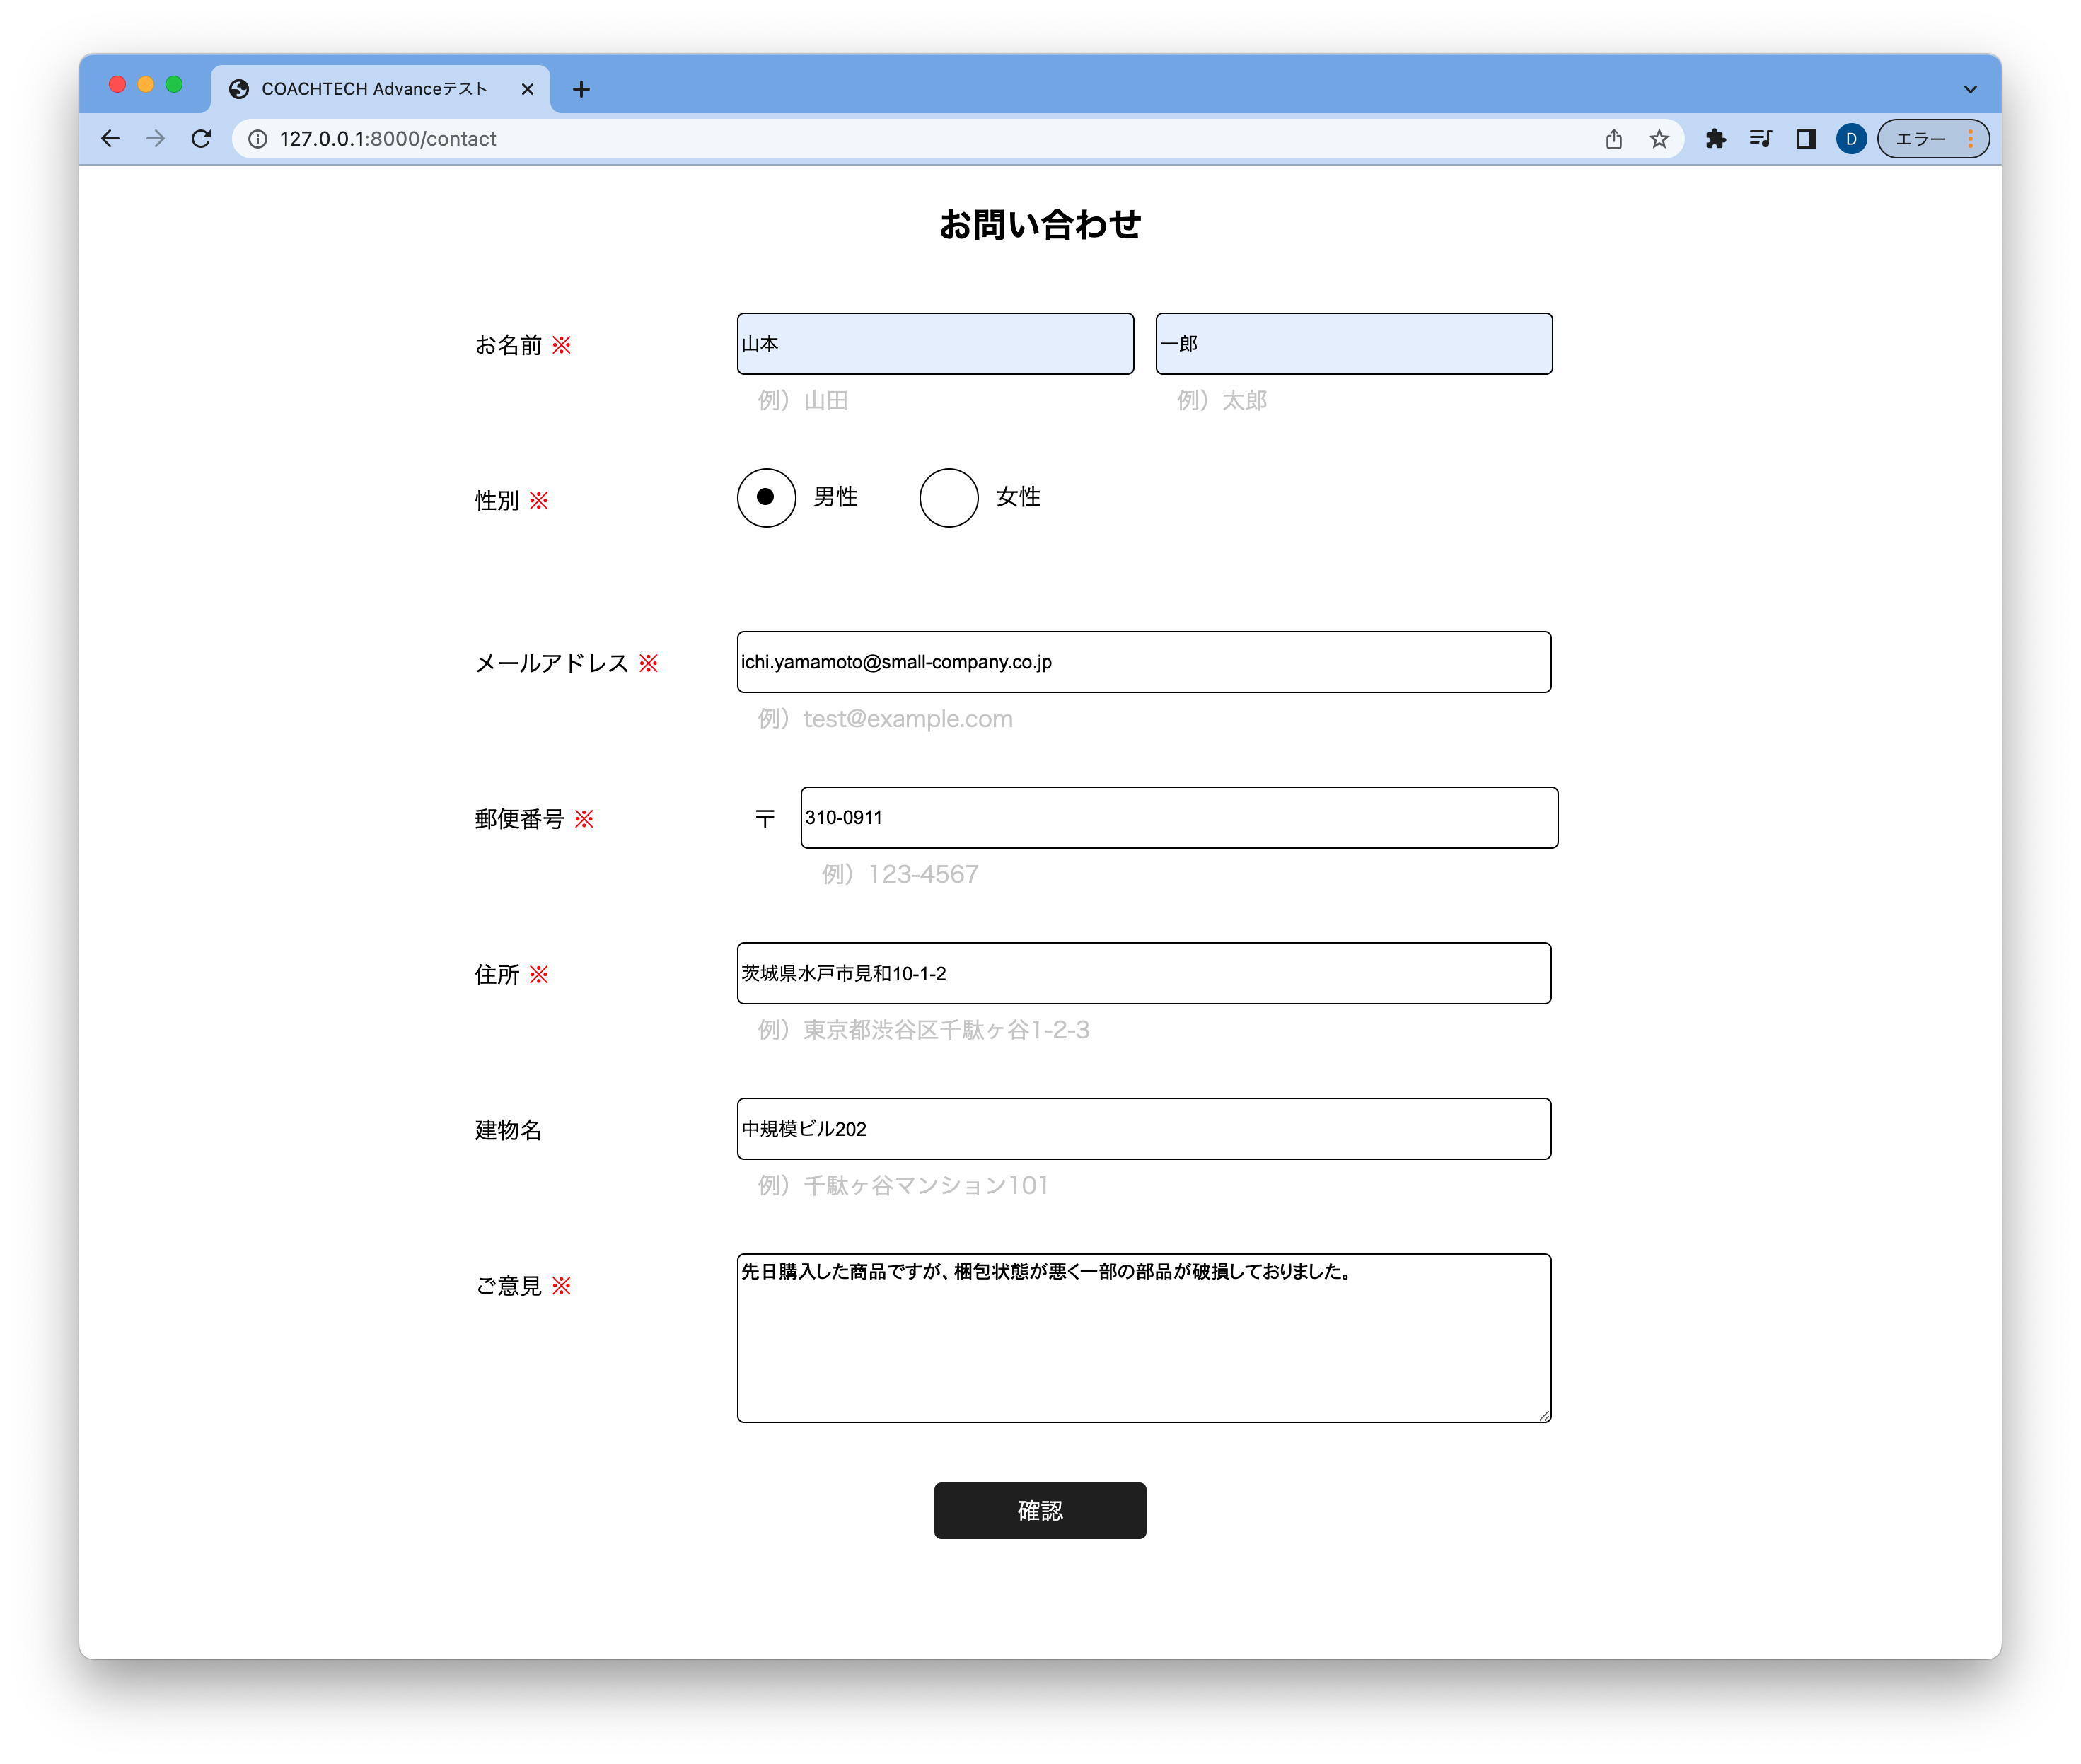 COACHTECH Advanceテスト
127.0.0.1:8000/contact
D
エラー
お問い合わせ
お名前 ※
山本
一郎
例）山田
例）太郎
性別 ※
男性
女性
メールアドレス ※
ichi.yamamoto@small-company.co.jp
例）test@example.com
郵便番号 ※
〒
310-0911
例）123-4567
住所 ※
茨城県水戸市見和10-1-2
例）東京都渋谷区千駄ヶ谷1-2-3
建物名
中規模ビル202
例）千駄ヶ谷マンション101
ご意見 ※
先日購入した商品ですが、梱包状態が悪く一部の部品が破損しておりました。
確認